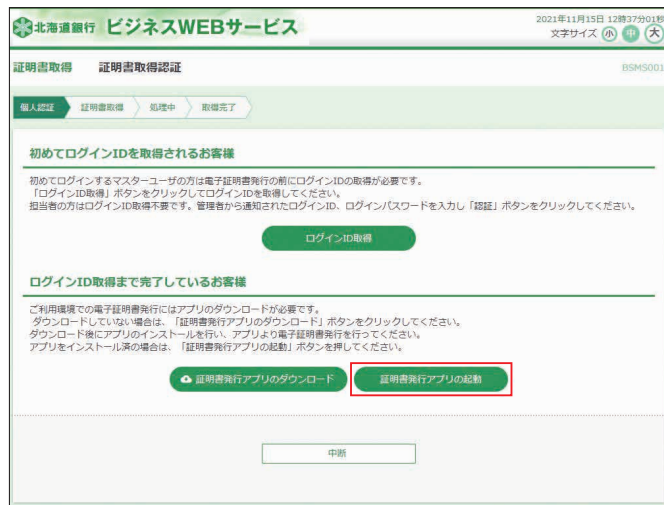 北海道銀行 ビジネスWEBサービス
2021年11月15日 12時37分01秒
文字サイズ 小 中 大
証明書取得 証明書取得認証
BSMS001
個人認証 証明書取得 処理中 取得完了
初めてログインIDを取得されるお客様
初めてログインするマスターユーザの方は電子証明書発行の前にログインIDの取得が必要です。
「ログインID取得」ボタンをクリックしてログインIDを取得してください。
担当者の方はログインID取得不要です。管理者から通知されたログインID、ログインパスワードを入力し「認証」ボタンをクリックしてください。
ログインID取得
ログインID取得まで完了しているお客様
ご利用環境での電子証明書発行にはアプリのダウンロードが必要です。
ダウンロードしていない場合は、「証明書発行アプリのダウンロード」ボタンをクリックしてください。
ダウンロード後にアプリのインストールを行い、アプリより電子証明書発行を行ってください。
アプリをインストール済の場合は、「証明書発行アプリの起動」ボタンを押してください。
証明書発行アプリのダウンロード 証明書発行アプリの起動
中断